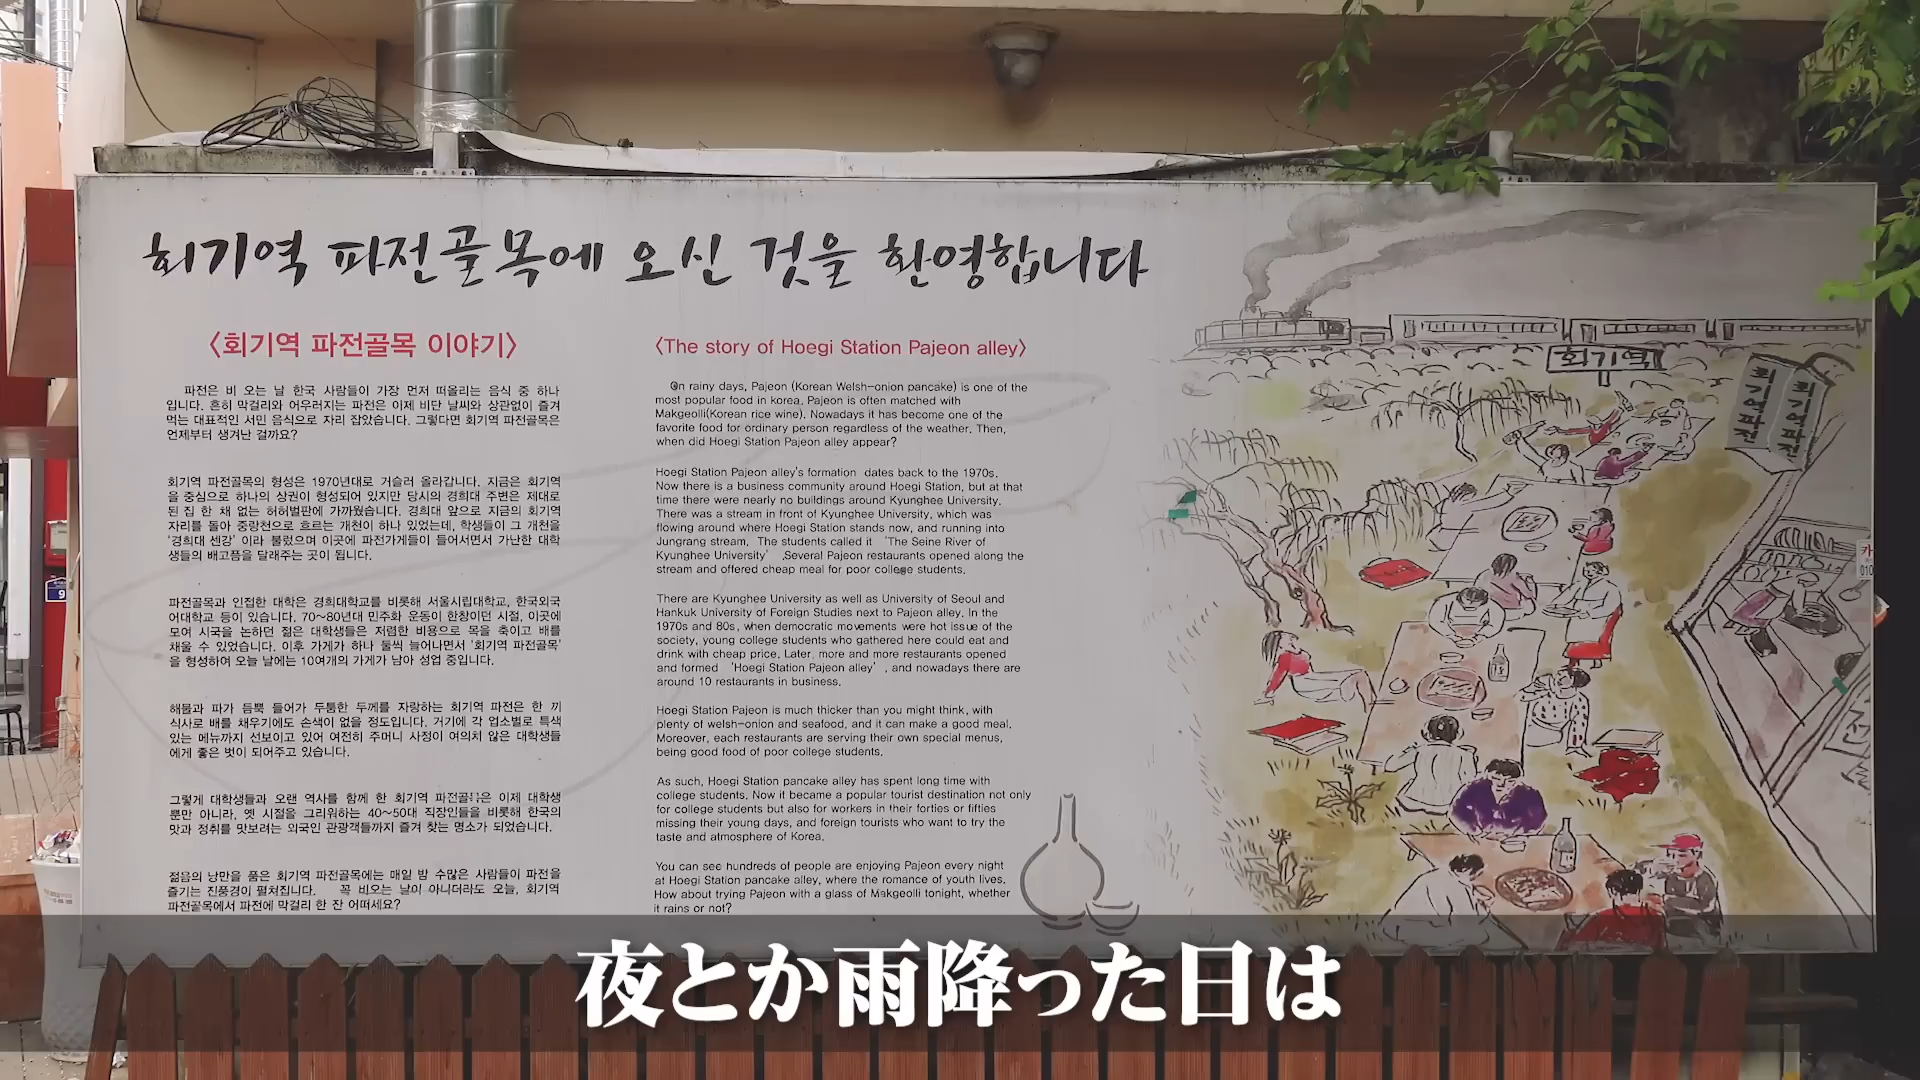 회기역 파전골목에 오신 것을 환영합니다
〈회기역 파전골목 이야기〉
파전은 비 오는 날 한국 사람들이 가장 먼저 떠올리는 음식 중 하나
입니다. 흔히 막걸리와 어우러지는 파전은 이제 비단 날씨와 상관없이 즐겨
먹는 대표적인 서민 음식으로 자리 잡았습니다. 그렇다면 회기역 파전골목은
언제부터 생겨난 걸까요?
회기역 파전골목의 형성은 1970년대로 거슬러 올라갑니다. 지금은 회기역
을 중심으로 하나의 상권이 형성되어 있지만 당시의 경희대 주변은 제대로
된 집 한 채 없는 허허벌판에 가까웠습니다. 경희대 앞으로 지금의 회기역
자리를 돌아 중랑천으로 흐르는 개천이 하나 있었는데, 학생들이 그 개천을
'경희대 센강' 이라 불렀으며 이곳에 파전가게들이 들어서면서 가난한 대학
생들의 배고픔을 달래주는 곳이 됩니다.
파전골목과 인접한 대학은 경희대학교를 비롯해 서울시립대학교, 한국외국
어대학교 등이 있습니다. 70~80년대 민주화 운동이 한창이던 시절, 이곳에
모여 시국을 논하던 젊은 대학생들은 저렴한 비용으로 목을 축이고 배를
채울 수 있었습니다. 이후 가게가 하나 둘씩 늘어나면서 '회기역 파전골목'
을 형성하여 오늘 날에는 10여개의 가게가 남아 성업 중입니다.
해물과 파가 듬뿍 들어가 두툼한 두께를 자랑하는 회기역 파전은 한 끼
식사로 배를 채우기에도 손색이 없을 정도입니다. 거기에 각 업소별로 특색
있는 메뉴까지 선보이고 있어 여전히 주머니 사정이 여의치 않은 대학생들
에게 좋은 벗이 되어주고 있습니다.
그렇게 대학생들과 오랜 역사를 함께 한 회기역 파전골목은 이제 대학생
뿐만 아니라, 옛 시절을 그리워하는 40~50대 직장인들을 비롯해 한국의
맛과 정취를 맛보려는 외국인 관광객들까지 즐겨 찾는 명소가 되었습니다.
젊음의 낭만을 품은 회기역 파전골목에는 매일 밤 수많은 사람들이 파전을
즐기는 진풍경이 펼쳐집니다. 꼭 비오는 날이 아니더라도 오늘, 회기역
파전골목에서 파전에 막걸리 한 잔 어떠세요?
〈The story of Hoegi Station Pajeon alley〉
On rainy days, Pajeon (Korean Welsh-onion pancake) is one of the
most popular food in korea. Pajeon is often matched with
Makgeolli(Korean rice wine). Nowadays it has become one of the
favorite food for ordinary person regardless of the weather. Then,
when did Hoegi Station Pajeon alley appear?
Hoegi Station Pajeon alley's formation dates back to the 1970s.
Now there is a business community around Hoegi Station, but at that
time there were nearly no buildings around Kyunghee University.
There was a stream in front of Kyunghee University, which was
flowing around where Hoegi Station stands now, and running into
Jungrang stream. The students called it 'The Seine River of
Kyunghee University' .Several Pajeon restaurants opened along the
stream and offered cheap meal for poor college students.
There are Kyunghee University as well as University of Seoul and
Hankuk University of Foreign Studies next to Pajeon alley. In the
1970s and 80s, when democratic movements were hot issue of the
society, young college students who gathered here could eat and
drink with cheap price. Later, more and more restaurants opened
and formed 'Hoegi Station Pajeon alley' , and nowadays there are
around 10 restaurants in business.
Hoegi Station Pajeon is much thicker than you might think, with
plenty of welsh-onion and seafood, and it can make a good meal.
Moreover, each restaurants are serving their own special menus,
being good food of poor college students.
As such, Hoegi Station pancake alley has spent long time with
college students. Now it became a popular tourist destination not only
for college students but also for workers in their forties or fifties
missing their young days, and foreign tourists who want to try the
taste and atmosphere of Korea.
You can see hundreds of people are enjoying Pajeon every night
at Hoegi Station pancake alley, where the romance of youth lives.
How about trying Pajeon with a glass of Makgeolli tonight, whether
it rains or not?
회기역
회기역파전
회기역파전
夜とか雨降った日は